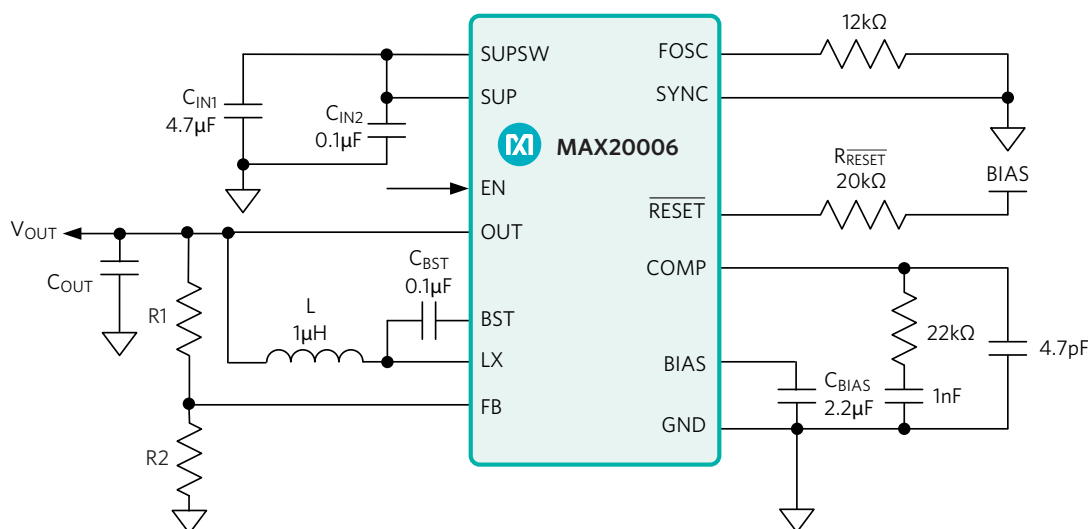 SUPSW
SUP
EN
OUT
BST
LX
FB
FOSC
SYNC
RESET
COMP
BIAS
GND
MAX20006
CIN1
4.7µF
CIN2
0.1µF
VOUT
COUT
R1
R2
L
1µH
CBST
0.1µF
12kΩ
RRESET
20kΩ
BIAS
22kΩ
1nF
4.7pF
CBIAS
2.2µF